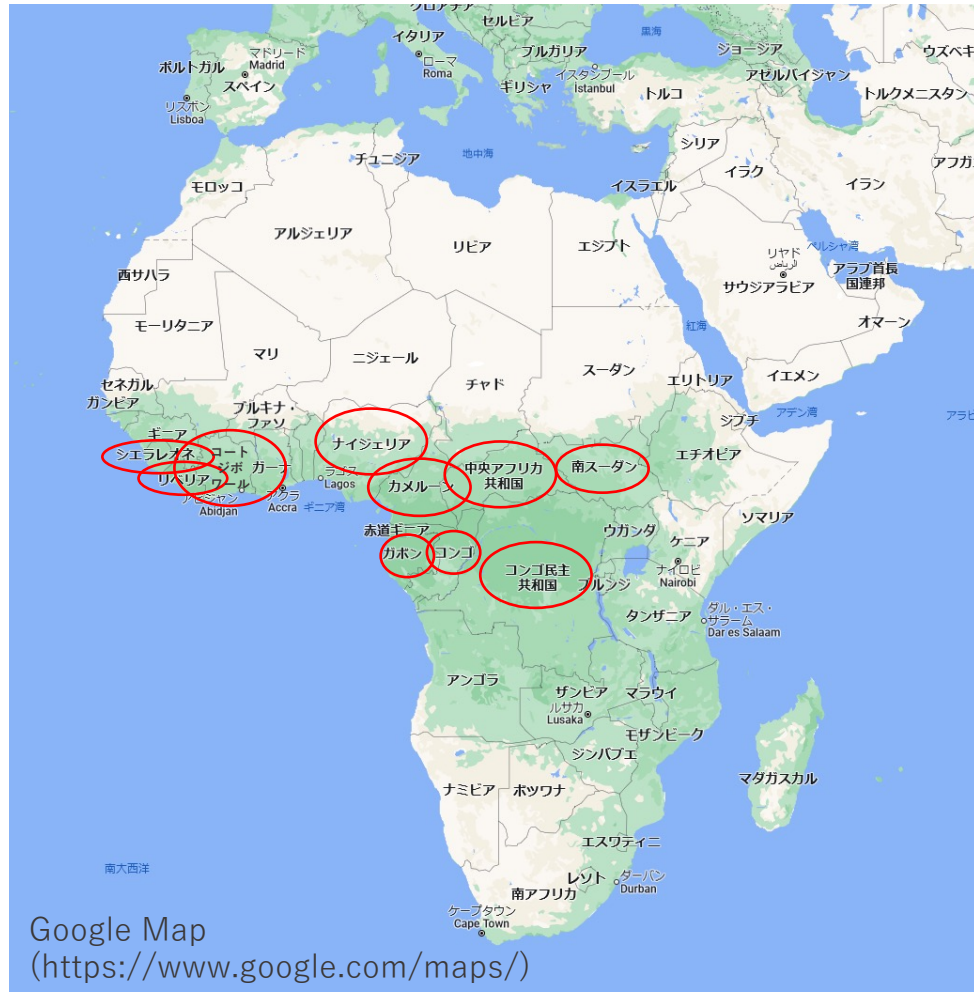 クロアチア
セルビア
イタリア
黒海
マドリード
Madrid
ローマ
Roma
ブルガリア
ジョージア
ウズベキ
ポルトガル
スペイン
イスタンブール
Istanbul
アゼルバイジャン
ギリシャ
トルコ
トルクメニスタン
リスボン
Lisboa
シリア
チュニジア
地中海
アフガ
モロッコ
イスラエル
イラク
イラン
アルジェリア
リビア
エジプト
ペルシャ湾
リヤド
الرياض
西サハラ
アラブ首長
国連邦
サウジアラビア
モーリタニア
紅海
オマーン
マリ
ニジェール
スーダン
チャド
エリトリア
イエメン
セネガル
ガンビア
ブルキナ・
ファソ
ジブチ
アデン湾
アラビ
ギニア
ナイジェリア
シエラレオネ
コート
ジボ
ワール
ガーナ
エチオピア
中央アフリカ
共和国
南スーダン
リベリア
ラゴス
Lagos
カメルーン
アビジャン
Abidjan
アクラ
Accra
ギニア湾
ソマリア
赤道ギニア
ウガンダ
ケニア
ガボン
コンゴ
コンゴ民主
共和国
ナイロビ
Nairobi
ブルンジ
タンザニア
ダル・エス・
サラーム
Dar es Salaam
アンゴラ
ザンビア
マラウイ
ルサカ
Lusaka
モザンビーク
ジンバブエ
マダガスカル
ナミビア
ボツワナ
エスワティニ
南大西洋
レソト
ダーバン
Durban
南アフリカ
ケープタウン
Cape Town
Google Map
(https://www.google.com/maps/)